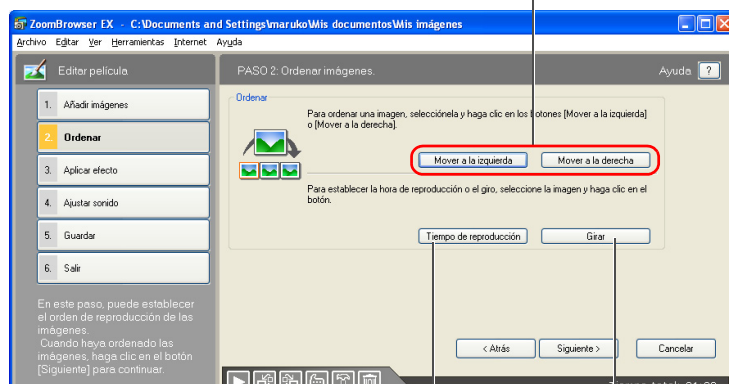 ZoomBrowser EX - C:\Documents and Settings\maruko\Mis documentos\Mis imágenes
Archivo Editar Ver Herramientas Internet Ayuda
Editar película
PASO 2: Ordenar imágenes.
Ayuda ?
1. Añadir imágenes
2. Ordenar
3. Aplicar efecto
4. Ajustar sonido
5. Guardar
6. Salir
En este paso, puede establecer
el orden de reproducción de las
imágenes.
Cuando haya ordenado las
imágenes, haga clic en el botón
[Siguiente] para continuar.
Ordenar
Para ordenar una imagen, selecciónela y haga clic en los botones [Mover a la izquierda]
o [Mover a la derecha].
Mover a la izquierda
Mover a la derecha
Para establecer la hora de reproducción o el giro, seleccione la imagen y haga clic en el
botón.
Tiempo de reproducción
Girar
< Atrás
Siguiente >
Cancelar